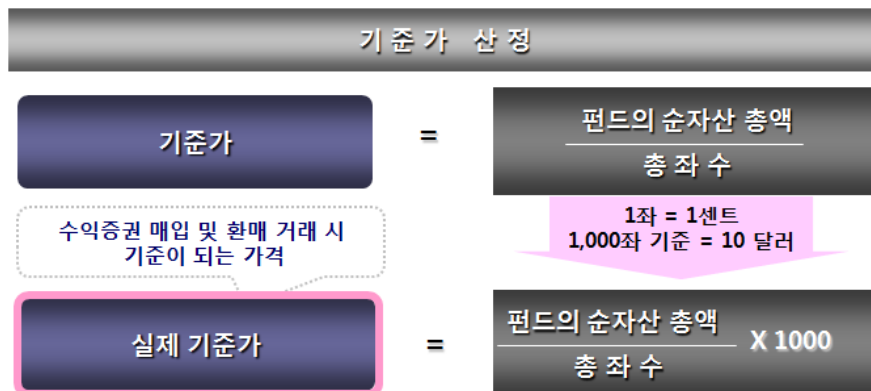 기준가 산정
기준가
=
펀드의 순자산 총액
총 좌 수
수익증권 매입 및 환매 거래 시
기준이 되는 가격
1좌 = 1센트
1,000좌 기준 = 10 달러
실제 기준가
=
펀드의 순자산 총액
총 좌 수
X 1000